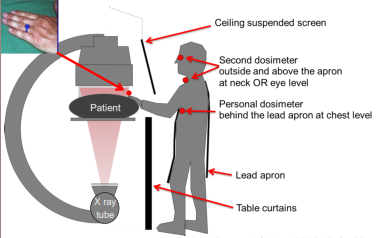 Ceiling suspended screen
Second dosimeter
outside and above the apron
at neck OR eye level
Patient
Personal dosimeter
behind the lead apron at chest level
Lead apron
X ray
tube
Table curtains